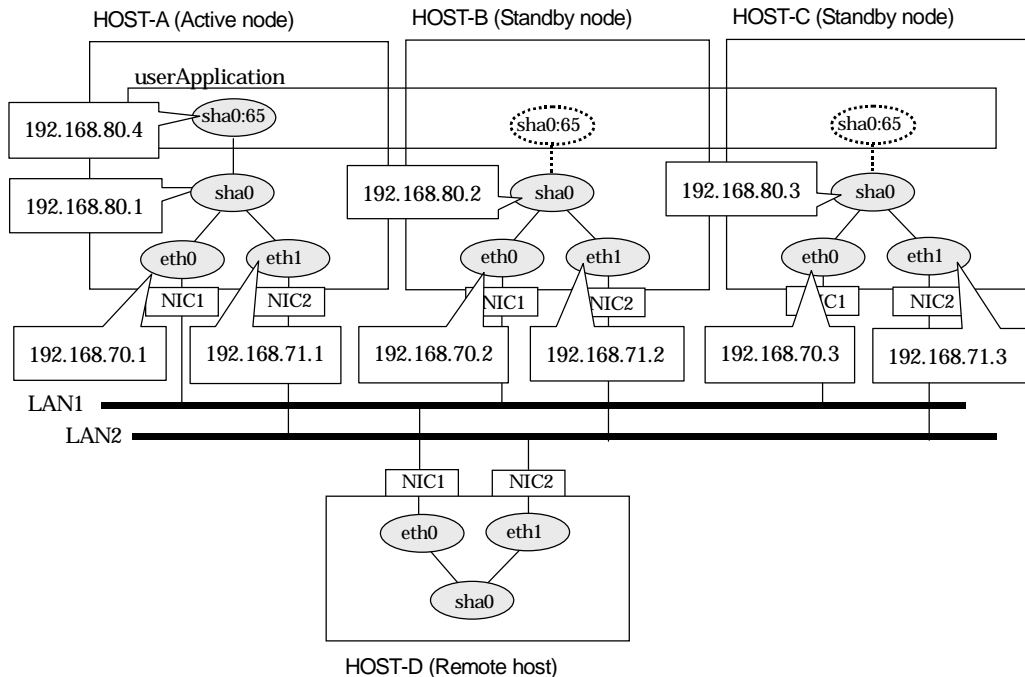 HOST-A (Active node)
HOST-B (Standby node)
HOST-C (Standby node)
userApplication
sha0:65
sha0:65
sha0:65
192.168.80.4
192.168.80.1
sha0
192.168.80.2
sha0
192.168.80.3
sha0
eth0
eth1
eth0
eth1
eth0
eth1
NIC1
NIC2
NIC1
NIC2
NIC1
NIC2
192.168.70.1
192.168.71.1
192.168.70.2
192.168.71.2
192.168.70.3
192.168.71.3
LAN1
LAN2
NIC1
NIC2
eth0
eth1
sha0
HOST-D (Remote host)